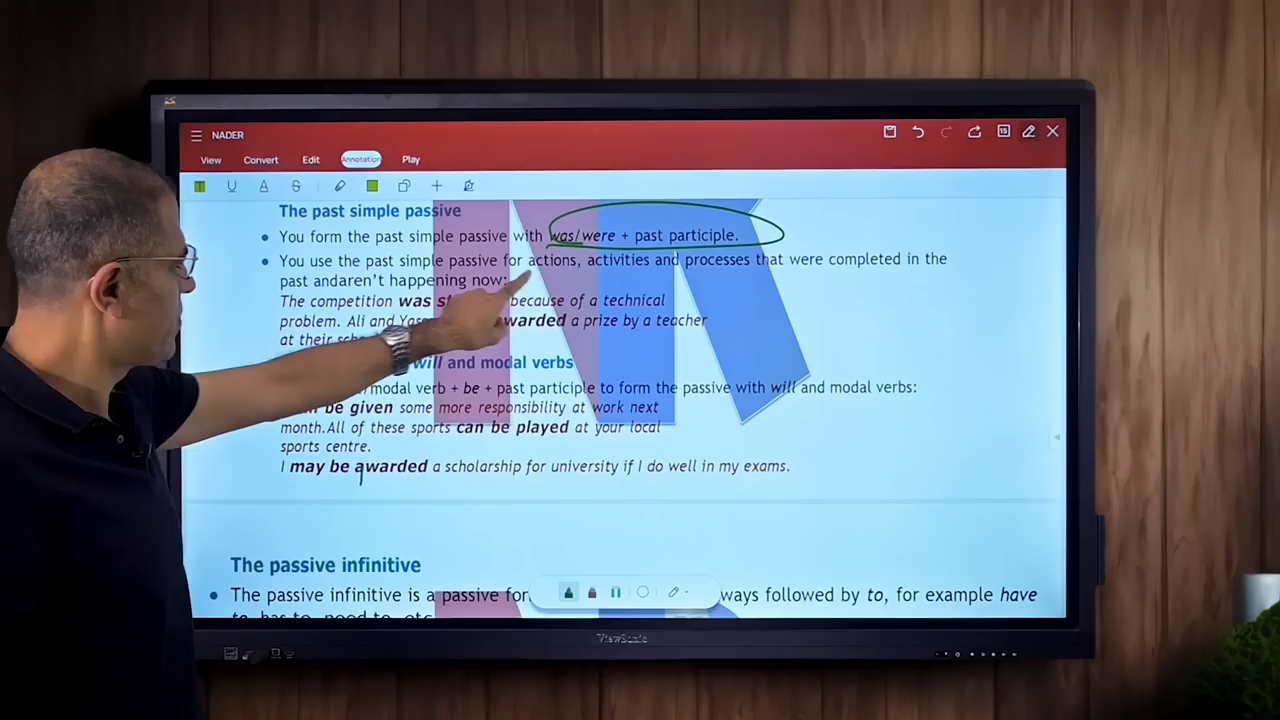 NADER
View Convert Edit Annotation Play
The past simple passive
• You form the past simple passive with was/were + past participle.
• You use the past simple passive for actions, activities and processes that were completed in the
past andaren't happening now:
The competition was because of a technical
problem. Ali and a prize by a teacher
at their
will and modal verbs
modal verb + be + past participle to form the passive with will and modal verbs:
be given some more responsibility at work next
month.All of these sports can be played at your local
sports centre.
I may be awarded a scholarship for university if I do well in my exams.
The passive infinitive
• The passive infinitive is a passive followed by to, for example have
ViewSonic